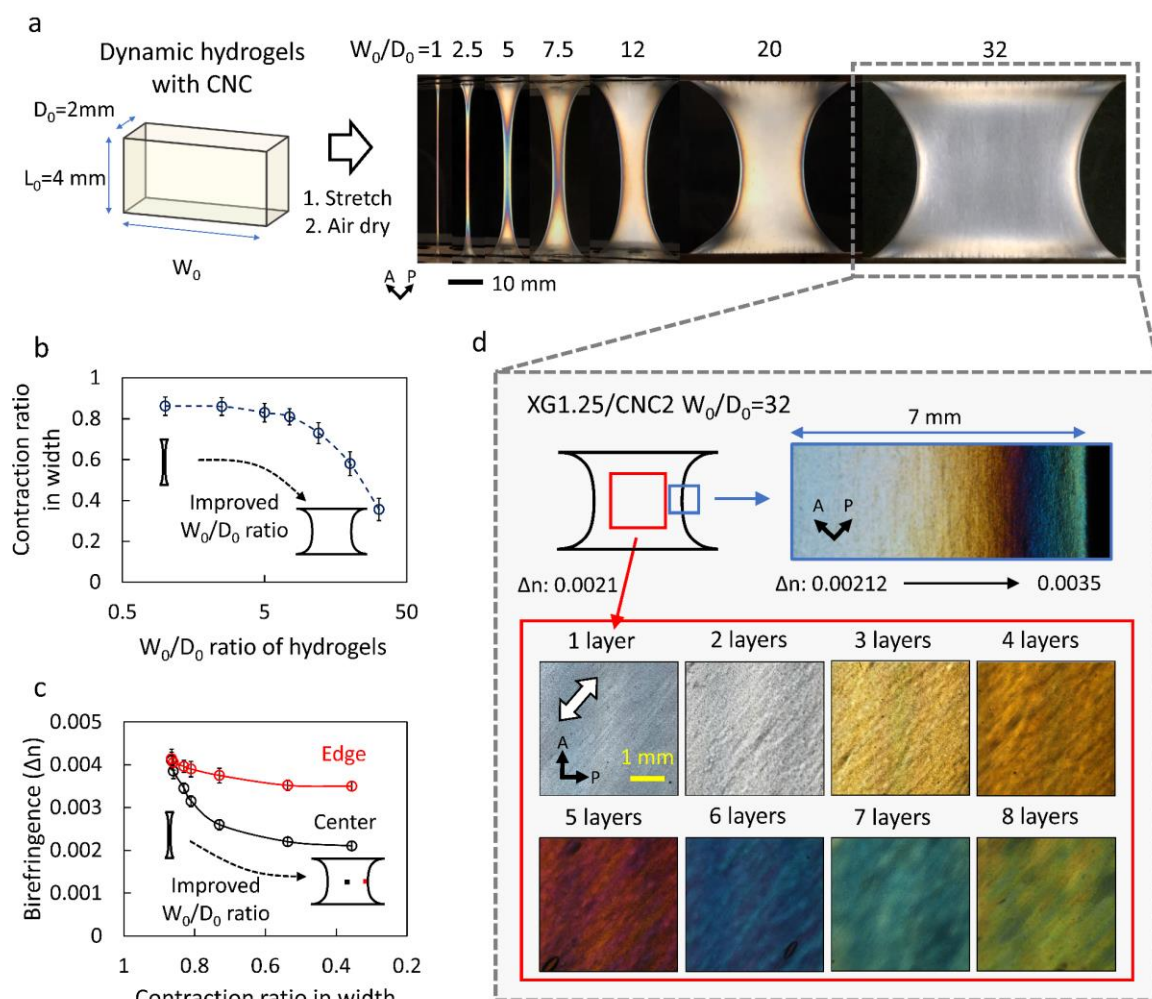 a
Dynamic hydrogels
with CNC
D₀=2mm
L₀=4 mm
W₀
1. Stretch
2. Air dry
W₀/D₀ =1 2.5 5 7.5 12 20 32
A P
10 mm
b
Contraction ratio
in width
1
0.8
0.6
0.4
0.2
0
Improved
W₀/D₀ ratio
0.5 5 50
W₀/D₀ ratio of hydrogels
c
Birefringence (Δn)
0.005
0.004
0.003
0.002
0.001
0
Edge
Center
Improved
W₀/D₀ ratio
1 0.8 0.6 0.4 0.2
Contraction ratio in width
d
XG1.25/CNC2 W₀/D₀=32
7 mm
A P
Δn: 0.0021
Δn: 0.00212 0.0035
1 layer 2 layers 3 layers 4 layers
A
P
1 mm
5 layers 6 layers 7 layers 8 layers